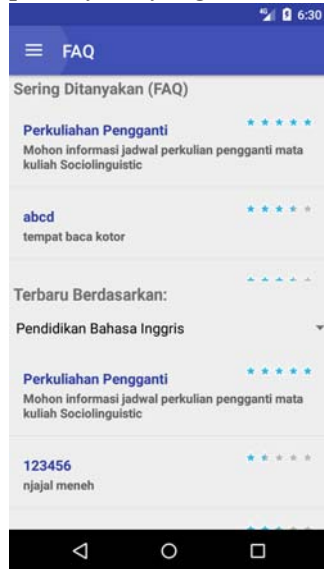 4G 6:30
FAQ
Sering Ditanyakan (FAQ)
Perkuliahan Pengganti
Mohon informasi jadwal perkulian pengganti mata
kuliah Sociolinguistic
abcd
tempat baca kotor
Terbaru Berdasarkan:
Pendidikan Bahasa Inggris
Perkuliahan Pengganti
Mohon informasi jadwal perkulian pengganti mata
kuliah Sociolinguistic
123456
njajal meneh